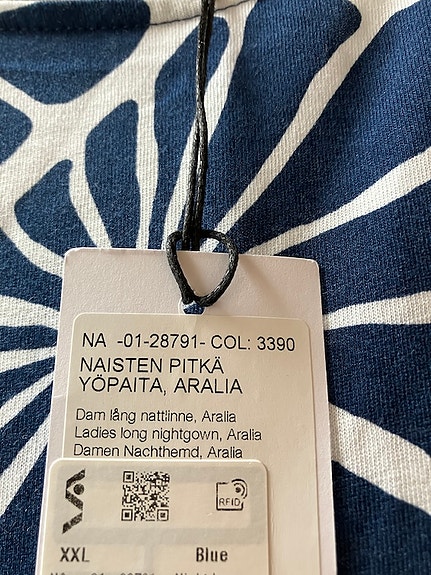 NA -01-28791- COL: 3390
NAISTEN PITKÄ
YÖPAITA, ARALIA
Dam lång nattlinne, Aralia
Ladies long nightgown, Aralia
Damen Nachthemd, Aralia
RFID
XXL Blue